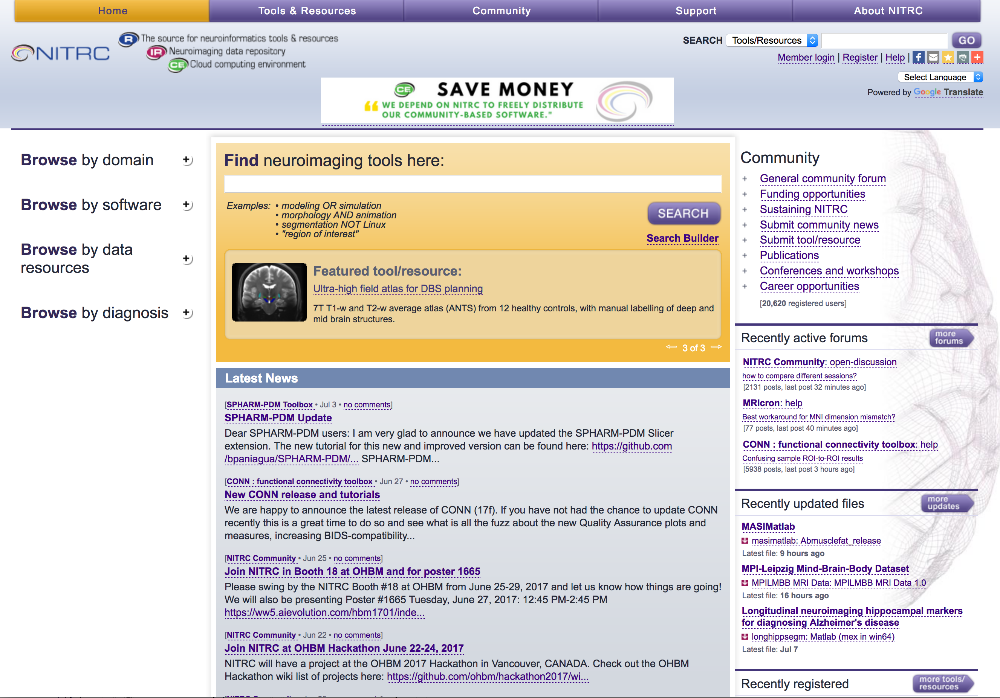 Home
Tools & Resources
Community
Support
About NITRC
NITRC
R The source for neuroinformatics tools & resources
IR Neuroimaging data repository
CE Cloud computing environment
SEARCH Tools/Resources GO
Member login | Register | Help |
Select Language
Powered by Google Translate
CE SAVE MONEY
“ WE DEPEND ON NITRC TO FREELY DISTRIBUTE
OUR COMMUNITY-BASED SOFTWARE."
Browse by domain
Browse by software
Browse by data
resources
Browse by diagnosis
Find neuroimaging tools here:
Examples: • modeling OR simulation
• morphology AND animation
• segmentation NOT Linux
• "region of interest"
SEARCH
Search Builder
Featured tool/resource:
Ultra-high field atlas for DBS planning
7T T1-w and T2-w average atlas (ANTS) from 12 healthy controls, with manual labelling of deep and
mid brain structures.
3 of 3
Latest News
[SPHARM-PDM Toolbox • Jul 3 • no comments]
SPHARM-PDM Update
Dear SPHARM-PDM users: I am very glad to announce we have updated the SPHARM-PDM Slicer
extension. The new tutorial for this new and improved version can be found here: https://github.com
/bpaniagua/SPHARM-PDM/... SPHARM-PDM...
[CONN : functional connectivity toolbox • Jun 27 • no comments]
New CONN release and tutorials
We are happy to announce the latest release of CONN (17f). If you have not had the chance to update CONN
recently this is a great time to do so and see what is all the fuzz about the new Quality Assurance plots and
measures, increasing BIDS-compatibility...
[NITRC Community • Jun 25 • no comments]
Join NITRC in Booth 18 at OHBM and for poster 1665
Please swing by the NITRC Booth #18 at OHBM from June 25-29, 2017 and let us know how things are going!
We will also be presenting Poster #1665 Tuesday, June 27, 2017: 12:45 PM-2:45 PM
https://ww5.aievolution.com/hbm1701/inde...
[NITRC Community • Jun 22 • no comments]
Join NITRC at OHBM Hackathon June 22-24, 2017
NITRC will have a project at the OHBM 2017 Hackathon in Vancouver, CANADA. Check out the OHBM
Hackathon wiki list of projects here: https://github.com/ohbm/hackathon2017/wi...
Community
General community forum
Funding opportunities
Sustaining NITRC
Submit community news
Submit tool/resource
Publications
Conferences and workshops
Career opportunities
[20,620 registered users]
Recently active forums
more
forums
NITRC Community: open-discussion
how to compare different sessions?
[2131 posts, last post 32 minutes ago]
MRIcron: help
Best workaround for MNI dimension mismatch?
[77 posts, last post 40 minutes ago]
CONN : functional connectivity toolbox: help
Confusing sample ROI-to-ROI results
[5938 posts, last post 3 hours ago]
Recently updated files
more
updates
MASIMatlab
masimatlab: Abmusclefat_release
Latest file: 9 hours ago
MPI-Leipzig Mind-Brain-Body Dataset
MPILMBB MRI Data: MPILMBB MRI Data 1.0
Latest file: 16 hours ago
Longitudinal neuroimaging hippocampal markers
for diagnosing Alzheimer's disease
longhippsegm: Matlab (mex in win64)
Latest file: Jul 7
Recently registered
more tools/
resources